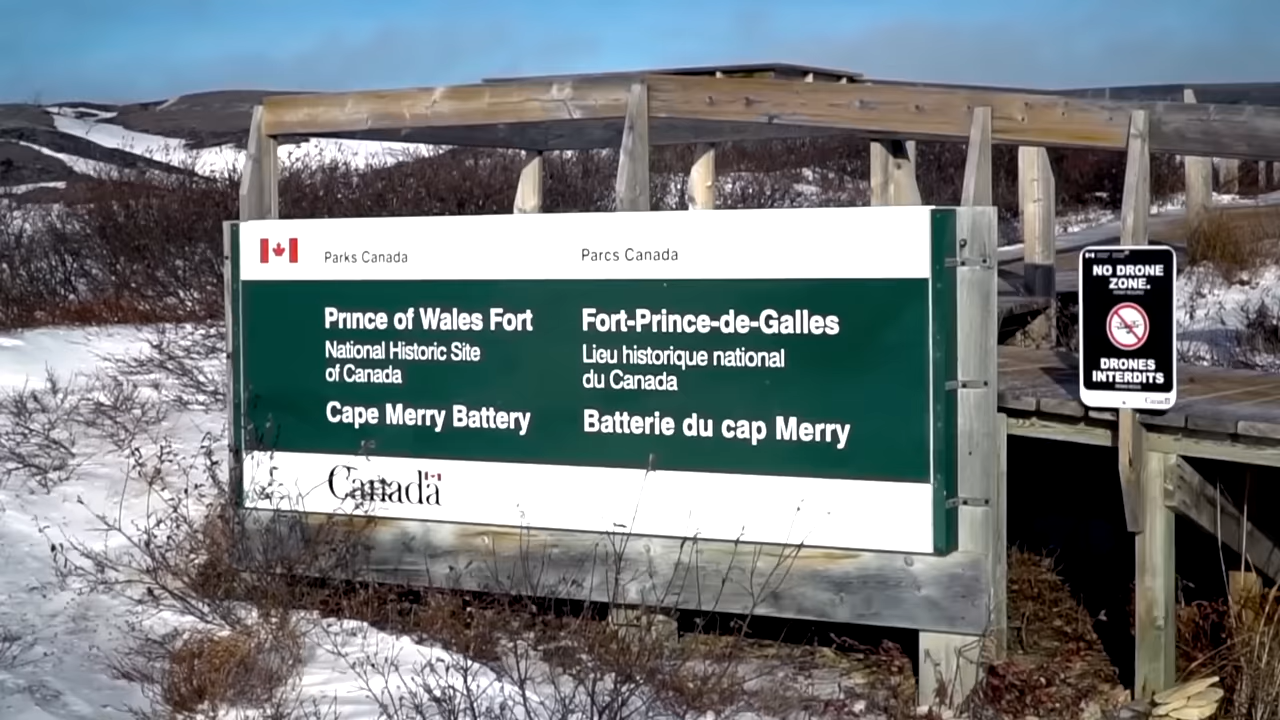 Parks Canada
Parcs Canada
Prince of Wales Fort
National Historic Site
of Canada
Cape Merry Battery
Fort-Prince-de-Galles
Lieu historique national
du Canada
Batterie du cap Merry
Canada
NO DRONE
ZONE.
DRONES
INTERDITS
Canada